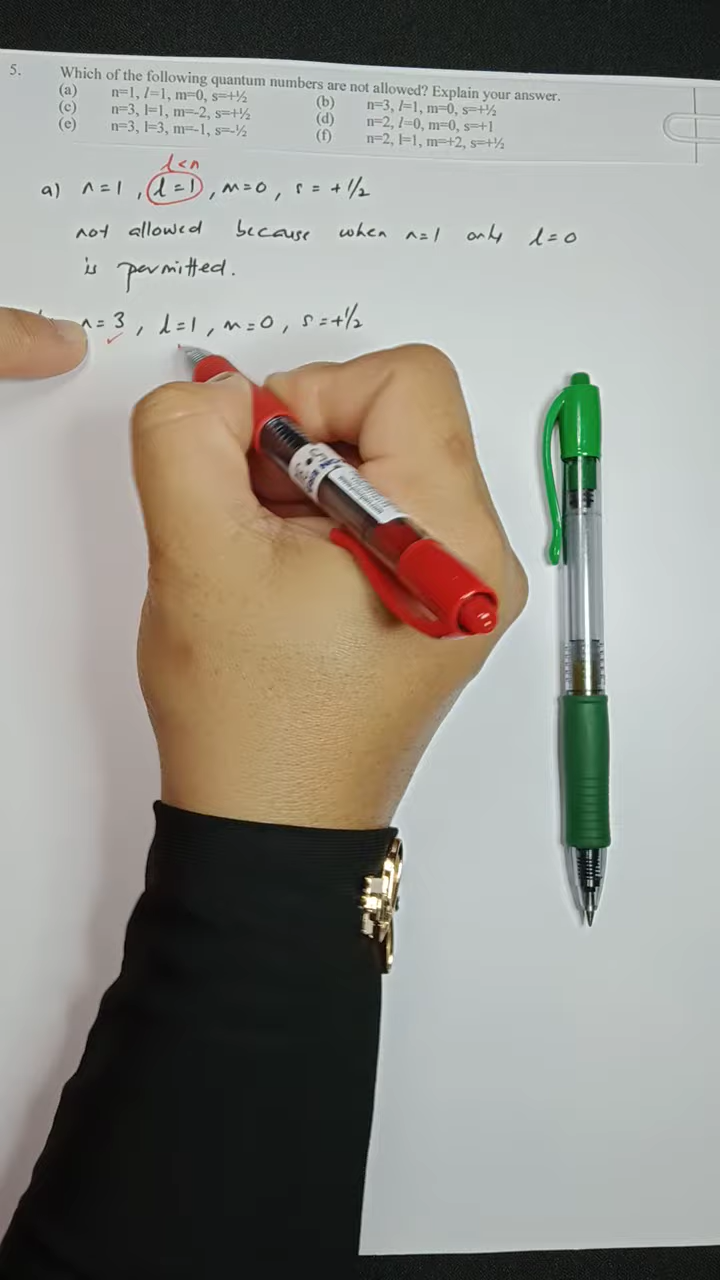 5. Which of the following quantum numbers are not allowed? Explain your answer.
(a) n=1, l=1, m=0, s=+½ (b) n=3, l=1, m=0, s=+½
(c) n=3, l=1, m=-2, s=+½ (d) n=2, l=0, m=0, s=+1
(e) n=3, l=3, m=-1, s=-½ (f) n=2, l=1, m=+2, s=+½
l<n
a) n=1, l=1, m=0, s=+1/2
not allowed because when n=1 only l=0
is permitted.
n=3, l=1, m=0, s=+1/2